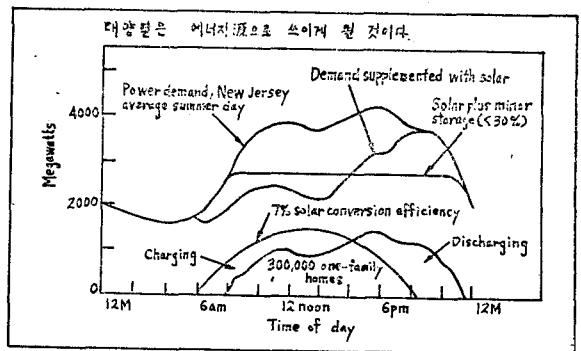 태양렬은 에너지源으로 쓰이게 될 것이다.
Demand supplemented with solar
Power demand, New Jersey
average summer day
Solar plus minor
storage (<30%)
4000
Megawatts
2000
7% solar conversion efficiency
Charging
Discharging
300,000 one-family
homes
0
12M
6am
12 noon
6pm
12M
Time of day